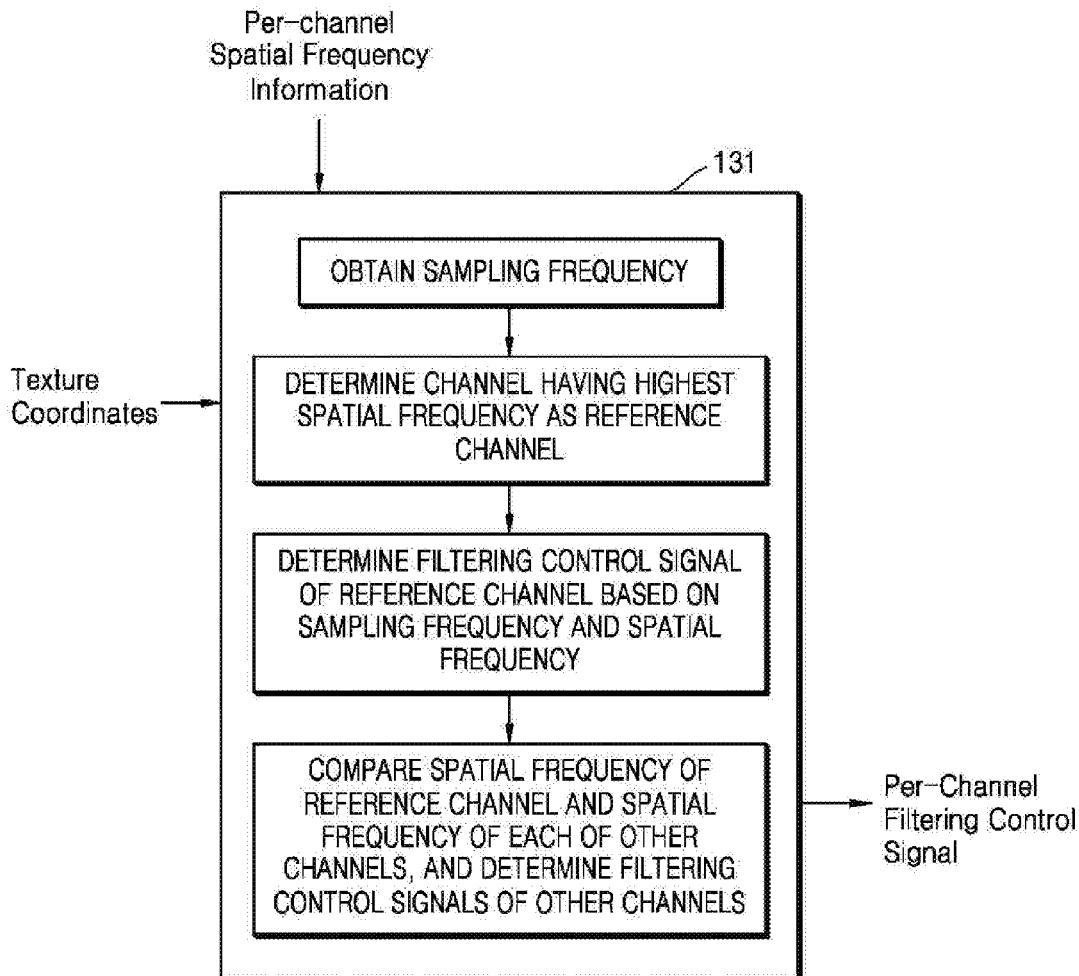 Per-channel
Spatial Frequency
Information
131
OBTAIN SAMPLING FREQUENCY
Texture
Coordinates
DETERMINE CHANNEL HAVING HIGHEST
SPATIAL FREQUENCY AS REFERENCE
CHANNEL
DETERMINE FILTERING CONTROL SIGNAL
OF REFERENCE CHANNEL BASED ON
SAMPLING FREQUENCY AND SPATIAL
FREQUENCY
COMPARE SPATIAL FREQUENCY OF
REFERENCE CHANNEL AND SPATIAL
FREQUENCY OF EACH OF OTHER
CHANNELS, AND DETERMINE FILTERING
CONTROL SIGNALS OF OTHER CHANNELS
Per-Channel
Filtering Control
Signal